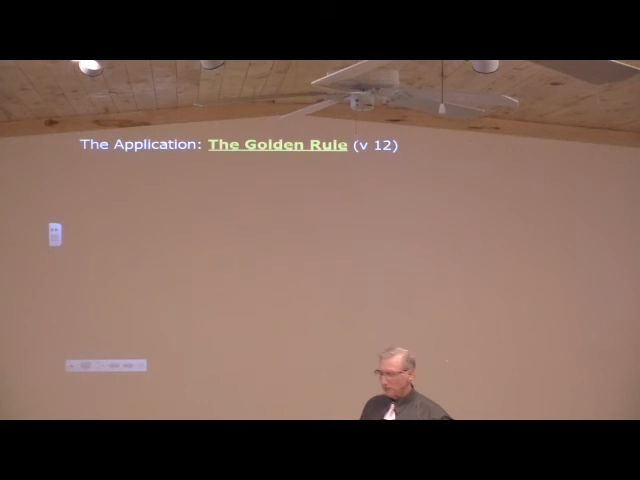 The Application: The Golden Rule (v 12)